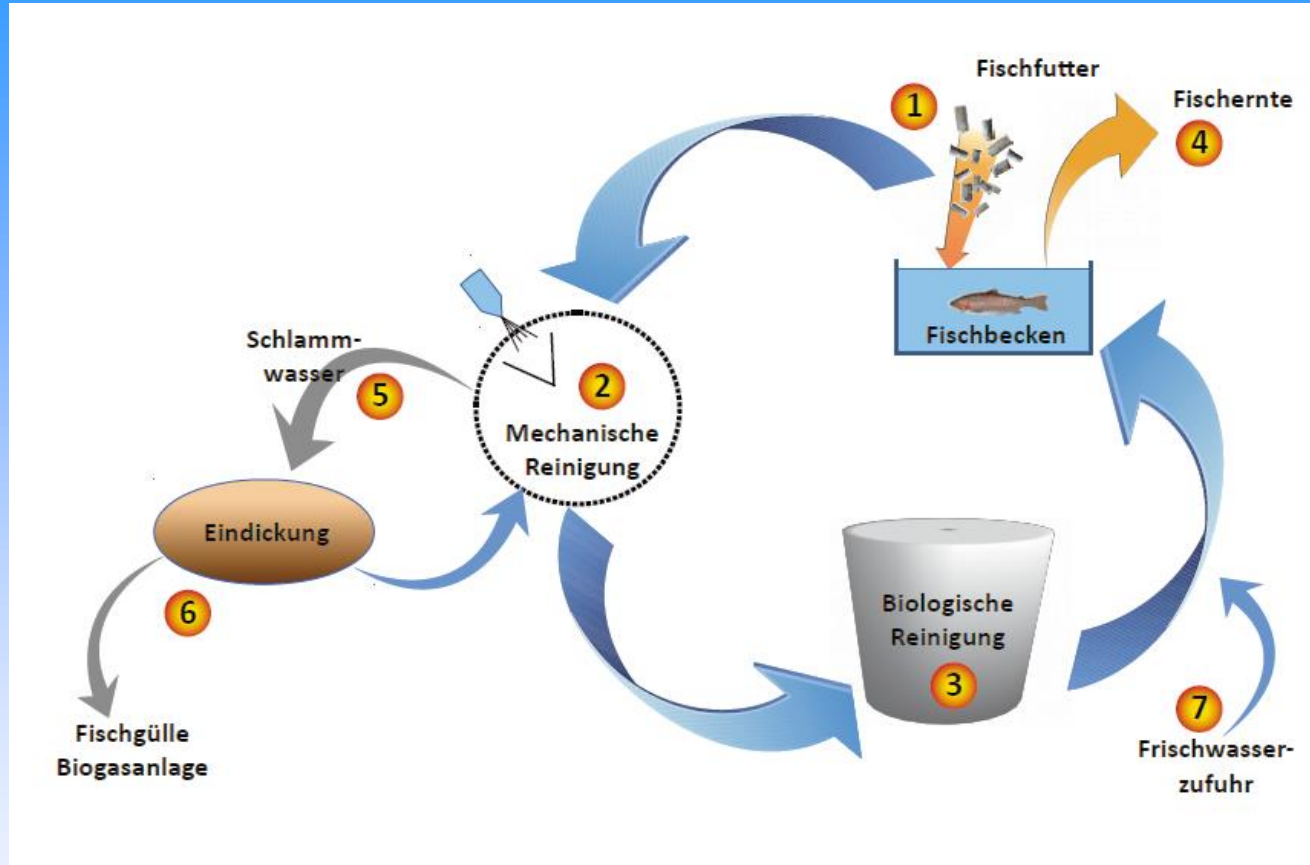 Fischfutter
1
Fischernte
4
Fischbecken
Schlamm-
wasser
5
2
Mechanische
Reinigung
Eindickung
6
Biologische
Reinigung
3
Fischgülle
Biogasanlage
7
Frischwasser-
zufuhr